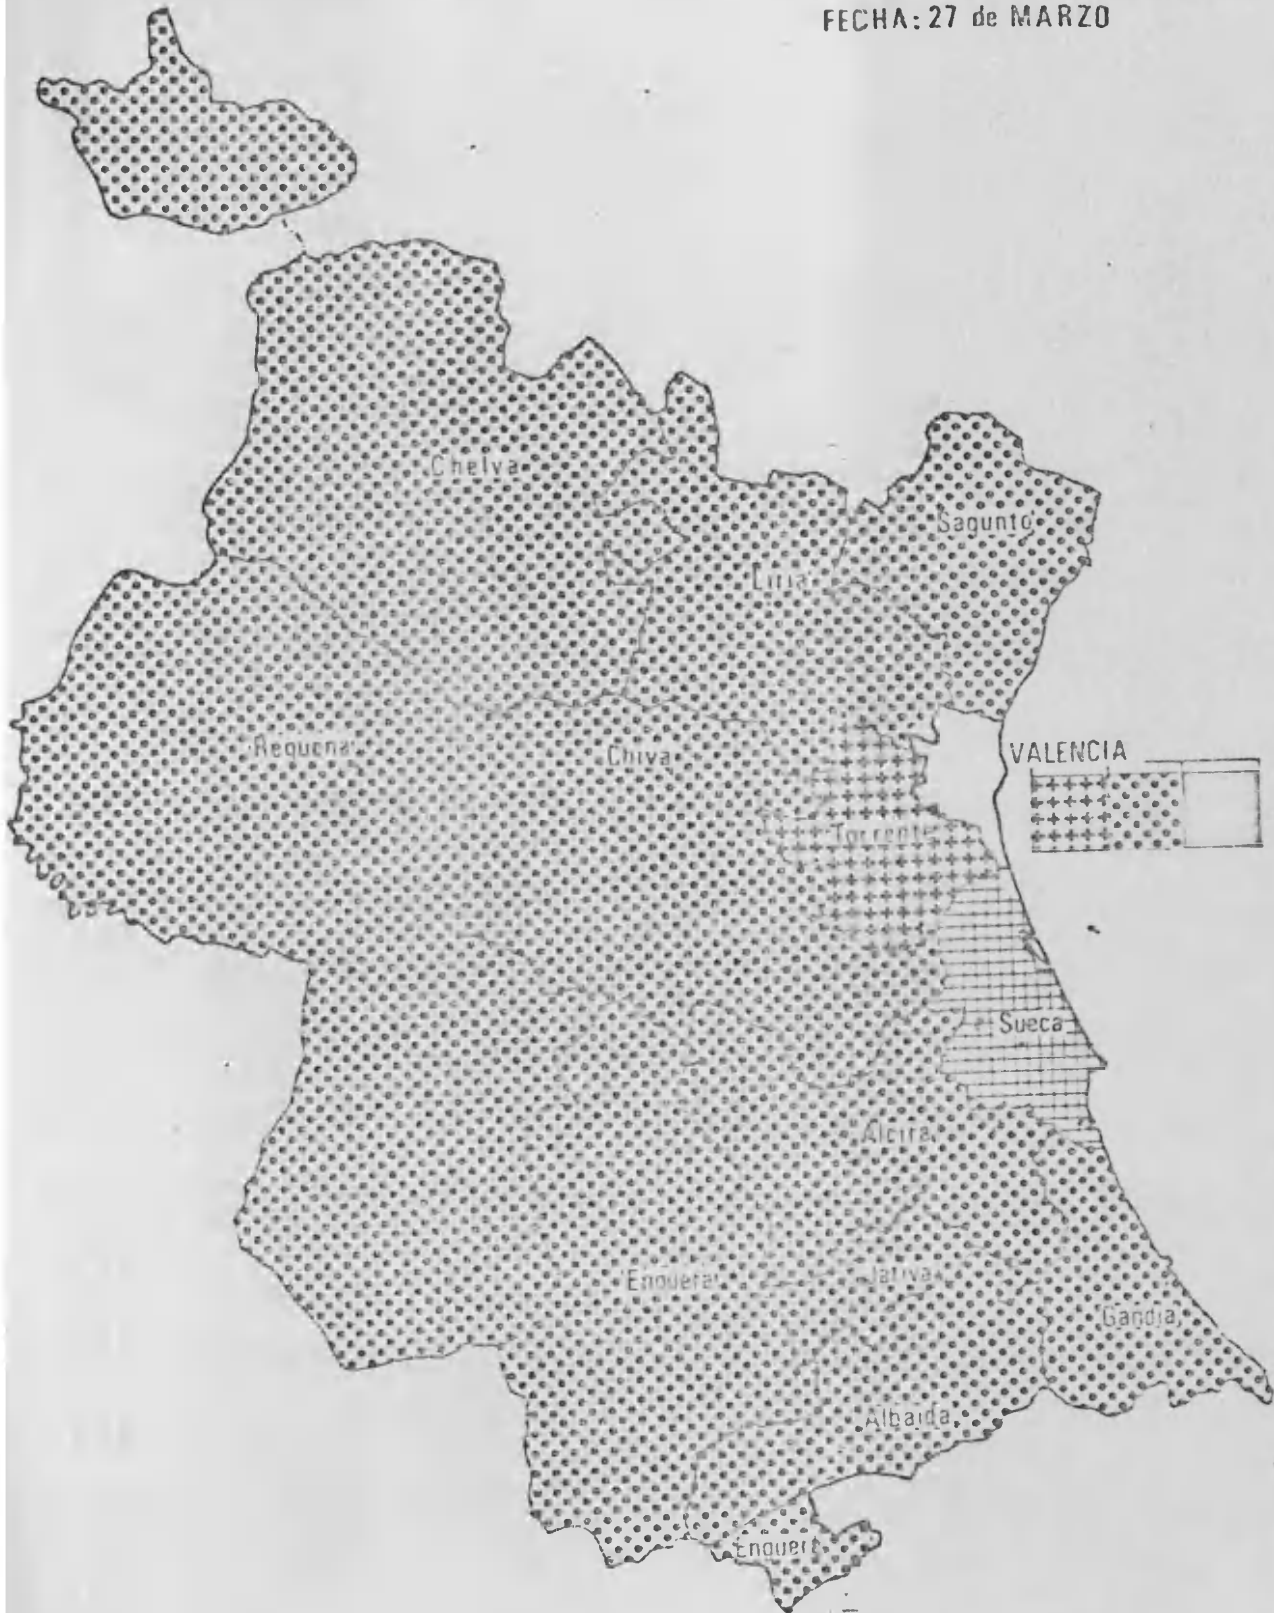 FECHA: 27 de MARZO
Chelva
Sagunto
Liria
Requena
Chiva
VALENCIA
Torrente
Sueca
Alcira
Enguera
Jativa
Gandia
Albaida
Enguera